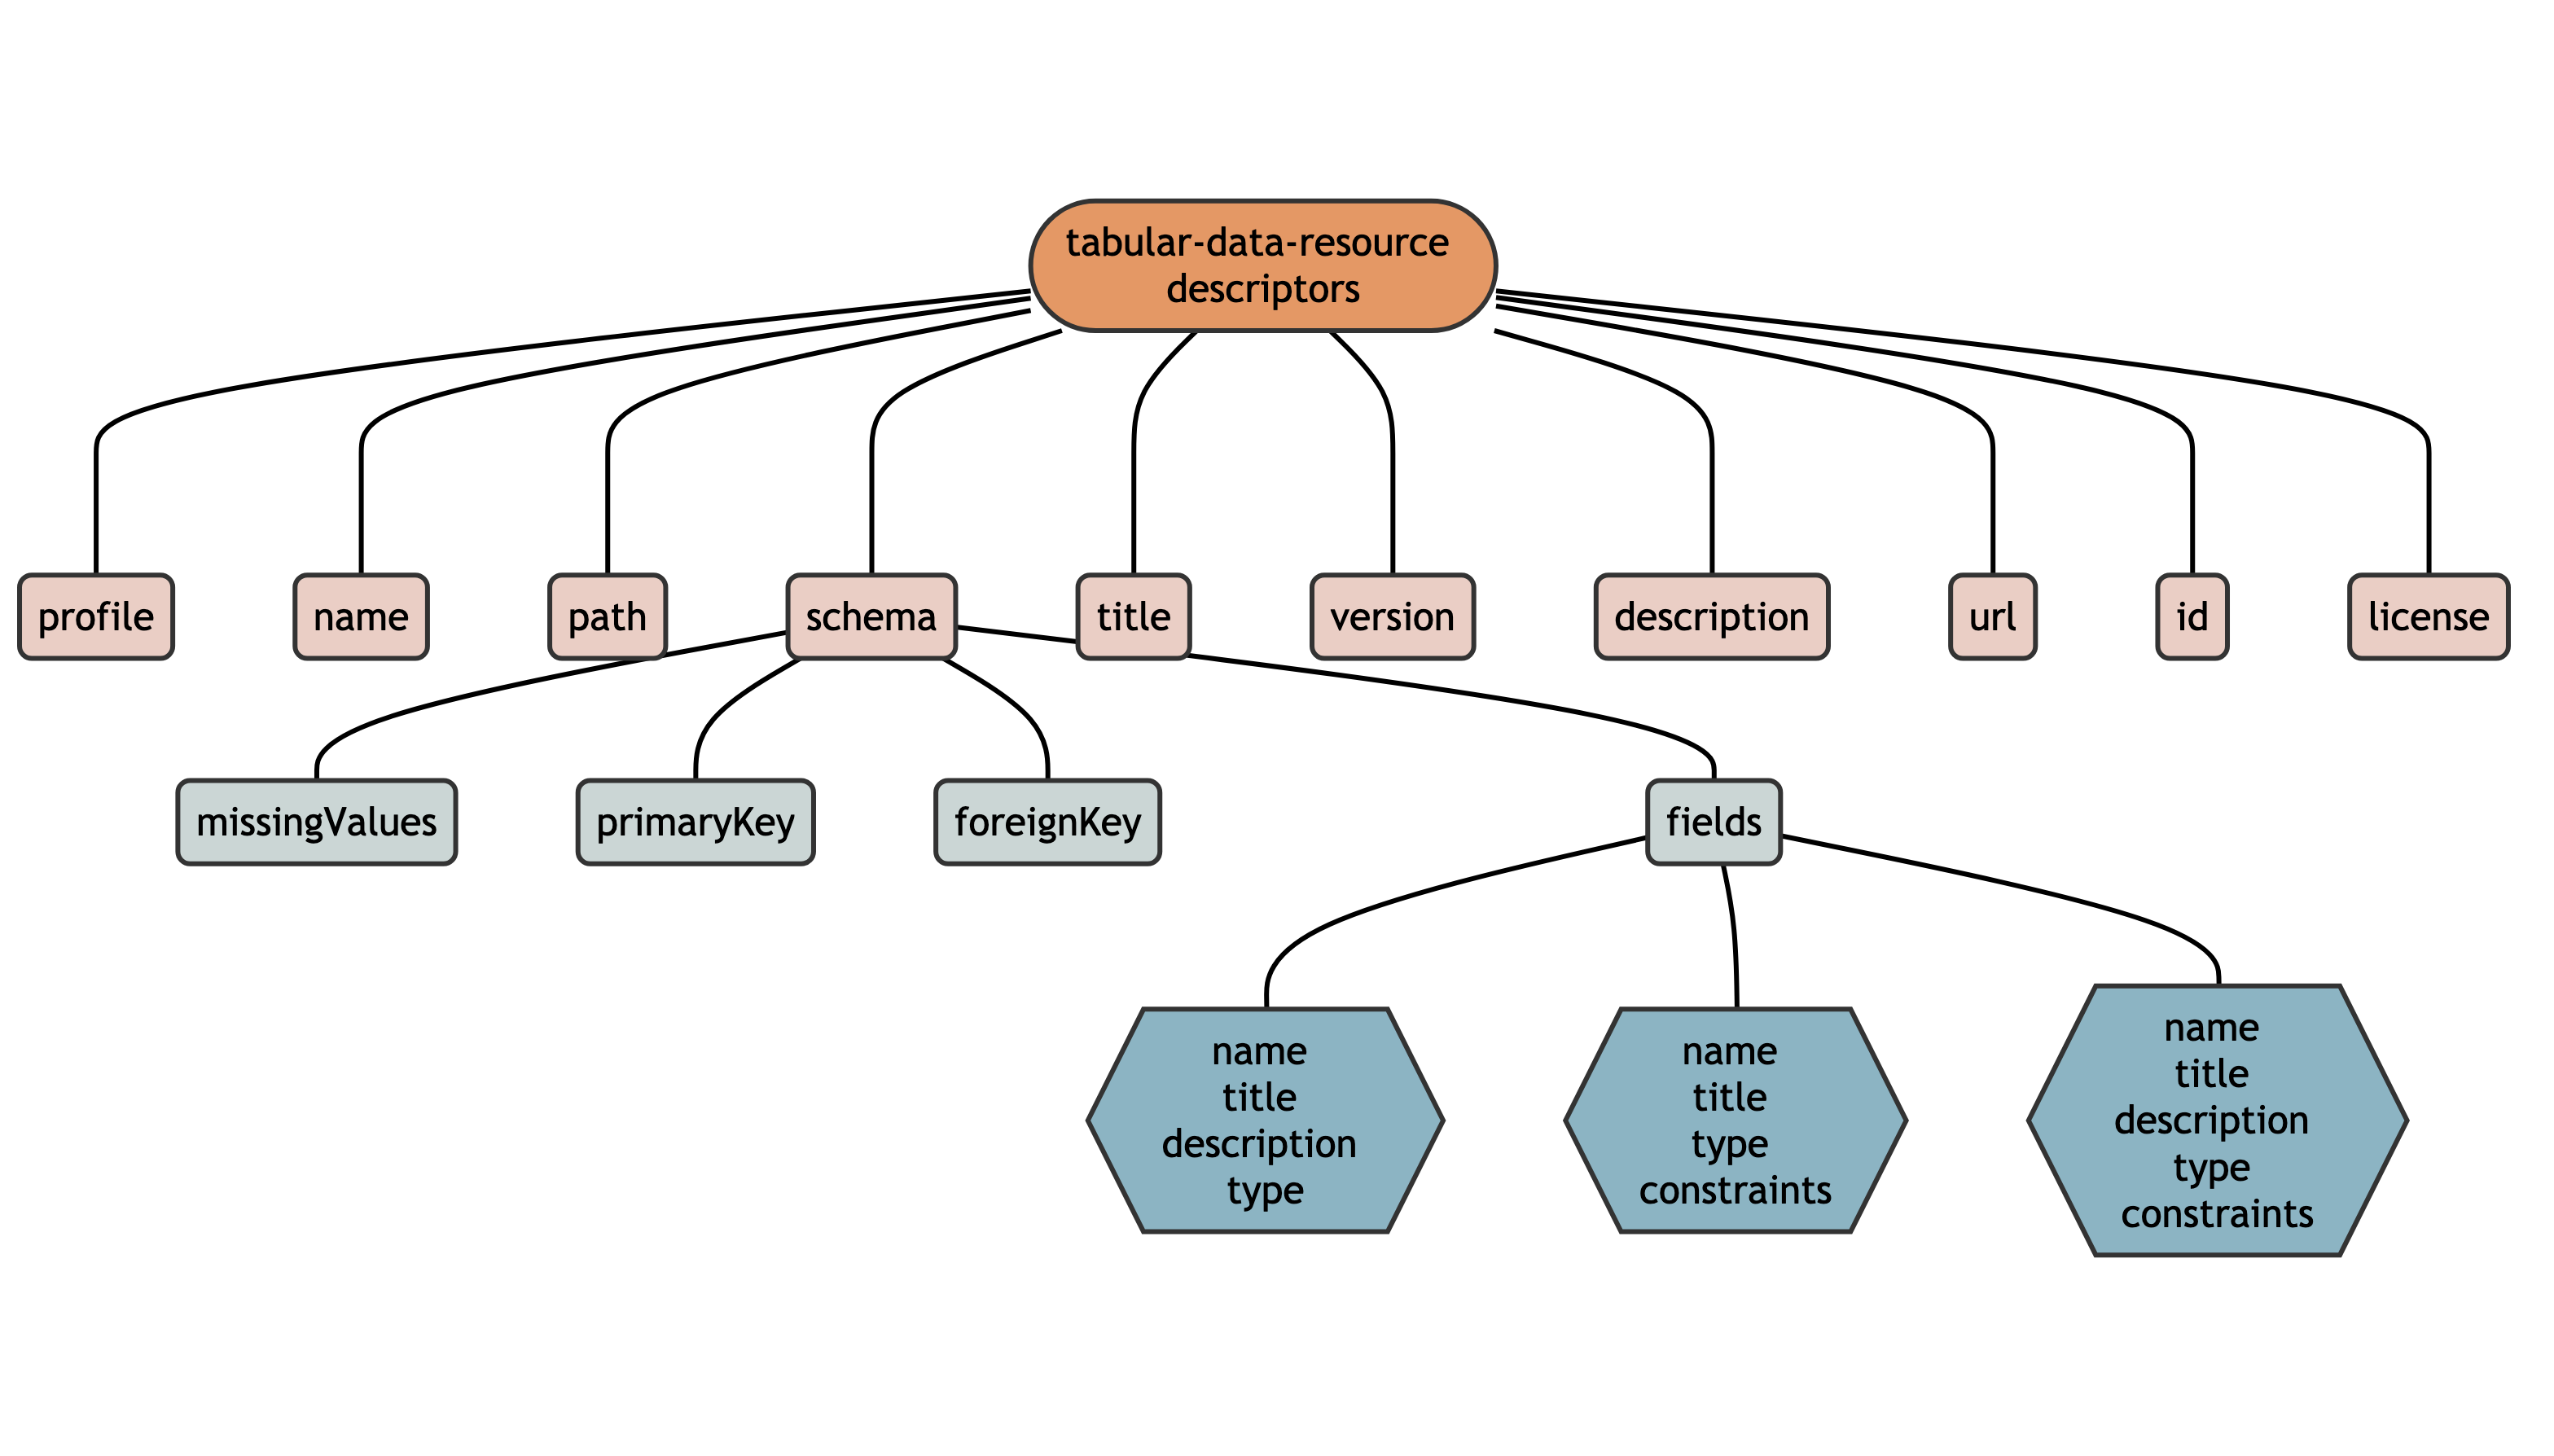 tabular-data-resource
descriptors
profile
name
path
schema
title
version
description
url
id
license
missingValues
primaryKey
foreignKey
fields
name
title
description
type
name
title
type
constraints
name
title
description
type
constraints